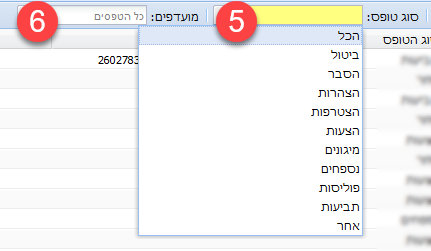 סוג טופס:
5
מועדפים:
כל הטפסים
6
וג הטופס
הכל
ביטול
הסבר
הצהרות
הצטרפות
הצעות
מיגונים
נספחים
פוליסות
תביעות
אחר
2602783